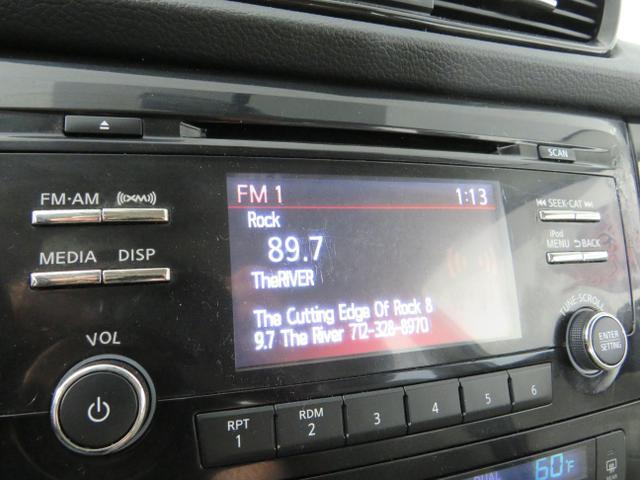 SCAN
FM 1 1:13
Rock
89.7
TheRIVER
The Cutting Edge Of Rock 8
9.7 The River 712-328-8970
FM·AM XM
MEDIA DISP
VOL
SEEK·CAT
iPod
MENU BACK
TUNE·SCROLL
ENTER
SETTING
RPT
1
RDM
2
3
4
5
6
DUAL 60°F